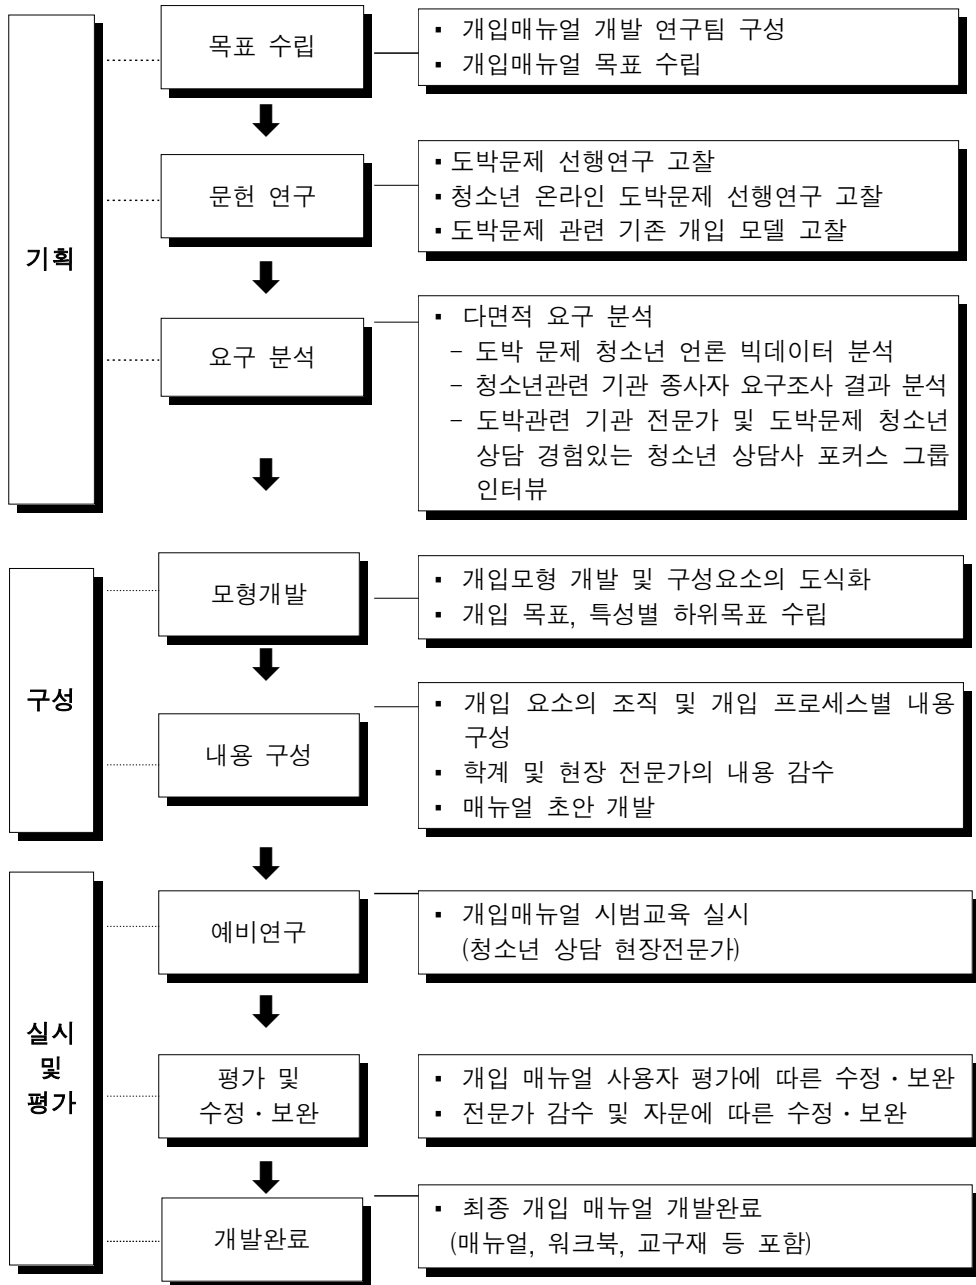 기획
목표 수립
▪ 개입매뉴얼 개발 연구팀 구성
▪ 개입매뉴얼 목표 수립
문헌 연구
▪ 도박문제 선행연구 고찰
▪ 청소년 온라인 도박문제 선행연구 고찰
▪ 도박문제 관련 기존 개입 모델 고찰
요구 분석
▪ 다면적 요구 분석
– 도박 문제 청소년 언론 빅데이터 분석
– 청소년관련 기관 종사자 요구조사 결과 분석
– 도박관련 기관 전문가 및 도박문제 청소년
상담 경험있는 청소년 상담사 포커스 그룹
인터뷰
구성
모형개발
▪ 개입모형 개발 및 구성요소의 도식화
▪ 개입 목표, 특성별 하위목표 수립
내용 구성
▪ 개입 요소의 조직 및 개입 프로세스별 내용
구성
▪ 학계 및 현장 전문가의 내용 감수
▪ 매뉴얼 초안 개발
실시
및
평가
예비연구
▪ 개입매뉴얼 시범교육 실시
(청소년 상담 현장전문가)
평가 및
수정・보완
▪ 개입 매뉴얼 사용자 평가에 따른 수정・보완
▪ 전문가 감수 및 자문에 따른 수정・보완
개발완료
▪ 최종 개입 매뉴얼 개발완료
(매뉴얼, 워크북, 교구재 등 포함)